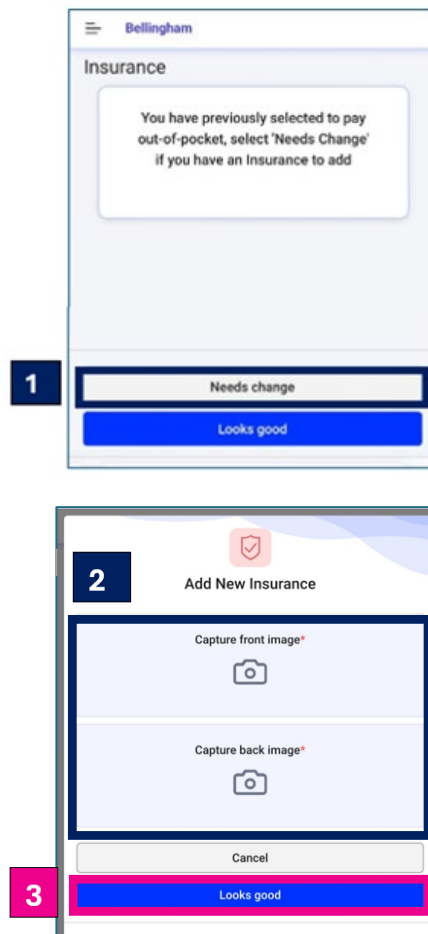 Bellingham
Insurance
You have previously selected to pay
out-of-pocket, select 'Needs Change'
if you have an Insurance to add
1
Needs change
Looks good
2
Add New Insurance
Capture front image*
Capture back image*
Cancel
3
Looks good